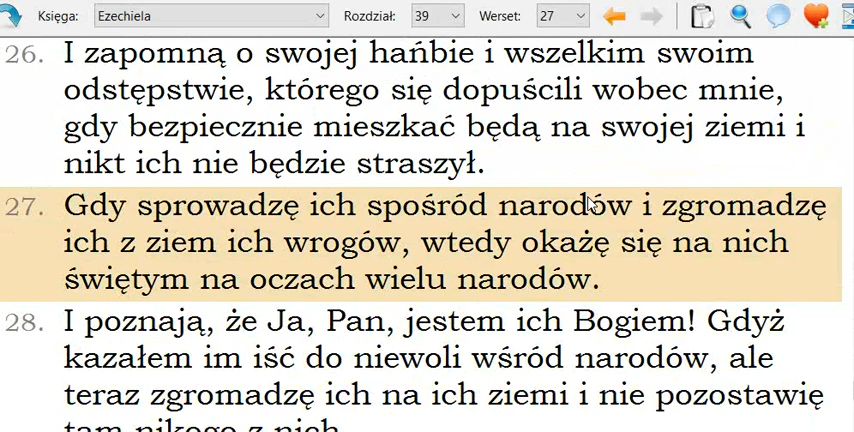 Księga: Ezechiela Rozdział: 39 Werset: 27
26. I zapomną o swojej hańbie i wszelkim swoim
odstępstwie, którego się dopuścili wobec mnie,
gdy bezpiecznie mieszkać będą na swojej ziemi i
nikt ich nie będzie straszył.
27. Gdy sprowadzę ich spośród narodów i zgromadzę
ich z ziem ich wrogów, wtedy okażę się na nich
świętym na oczach wielu narodów.
28. I poznają, że Ja, Pan, jestem ich Bogiem! Gdyż
kazałem im iść do niewoli wśród narodów, ale
teraz zgromadzę ich na ich ziemi i nie pozostawię
tam nikogo z nich.